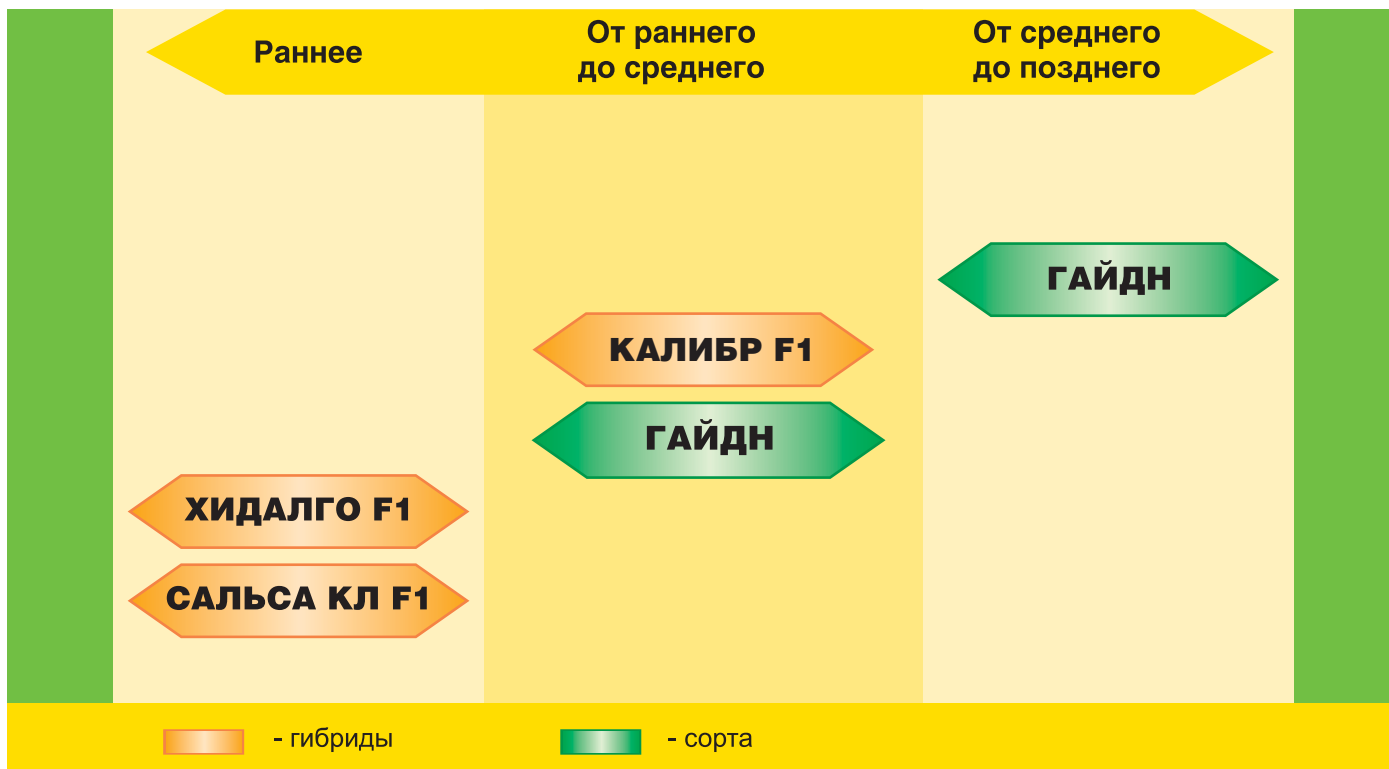 Раннее
От раннего
до среднего
От среднего
до позднего
ГАЙДН
КАЛИБР F1
ГАЙДН
ХИДАЛГО F1
САЛЬСА КЛ F1
- гибриды
- сорта